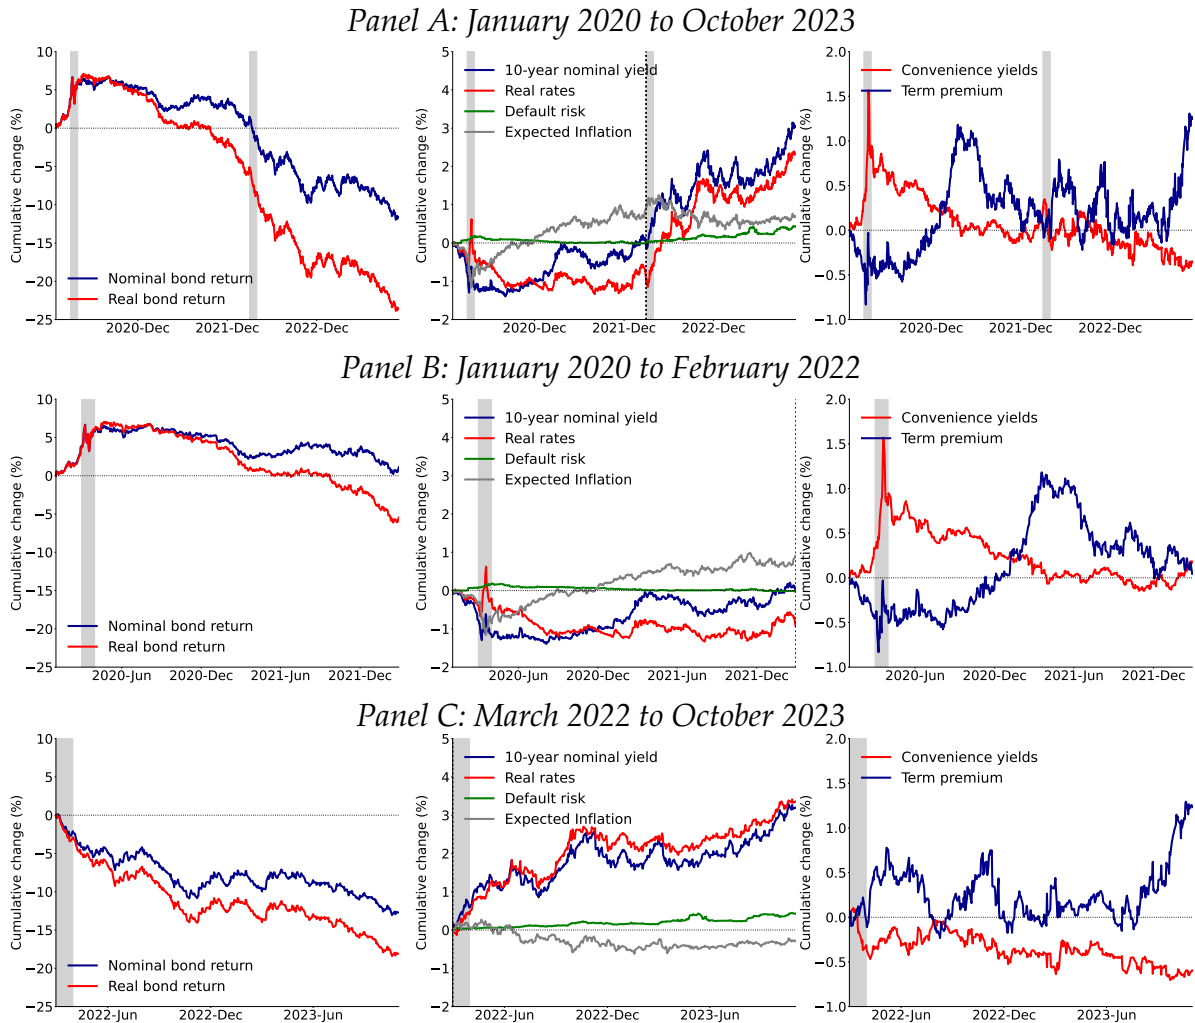 Panel A: January 2020 to October 2023
Cumulative change (%)
10
5
0
−5
−10
−15
−20
−25
Nominal bond return
Real bond return
2020-Dec 2021-Dec 2022-Dec
Cumulative change (%)
5
4
3
2
1
0
−1
−2
10-year nominal yield
Real rates
Default risk
Expected Inflation
2020-Dec 2021-Dec 2022-Dec
Cumulative change (%)
2.0
1.5
1.0
0.5
0.0
−0.5
−1.0
Convenience yields
Term premium
2020-Dec 2021-Dec 2022-Dec
Panel B: January 2020 to February 2022
Cumulative change (%)
10
5
0
−5
−10
−15
−20
−25
Nominal bond return
Real bond return
2020-Jun 2020-Dec 2021-Jun 2021-Dec
Cumulative change (%)
5
4
3
2
1
0
−1
−2
10-year nominal yield
Real rates
Default risk
Expected Inflation
2020-Jun 2020-Dec 2021-Jun 2021-Dec
Cumulative change (%)
2.0
1.5
1.0
0.5
0.0
−0.5
−1.0
Convenience yields
Term premium
2020-Jun 2020-Dec 2021-Jun 2021-Dec
Panel C: March 2022 to October 2023
Cumulative change (%)
10
5
0
−5
−10
−15
−20
−25
Nominal bond return
Real bond return
2022-Jun 2022-Dec 2023-Jun
Cumulative change (%)
5
4
3
2
1
0
−1
−2
10-year nominal yield
Real rates
Default risk
Expected Inflation
2022-Jun 2022-Dec 2023-Jun
Cumulative change (%)
2.0
1.5
1.0
0.5
0.0
−0.5
−1.0
Convenience yields
Term premium
2022-Jun 2022-Dec 2023-Jun